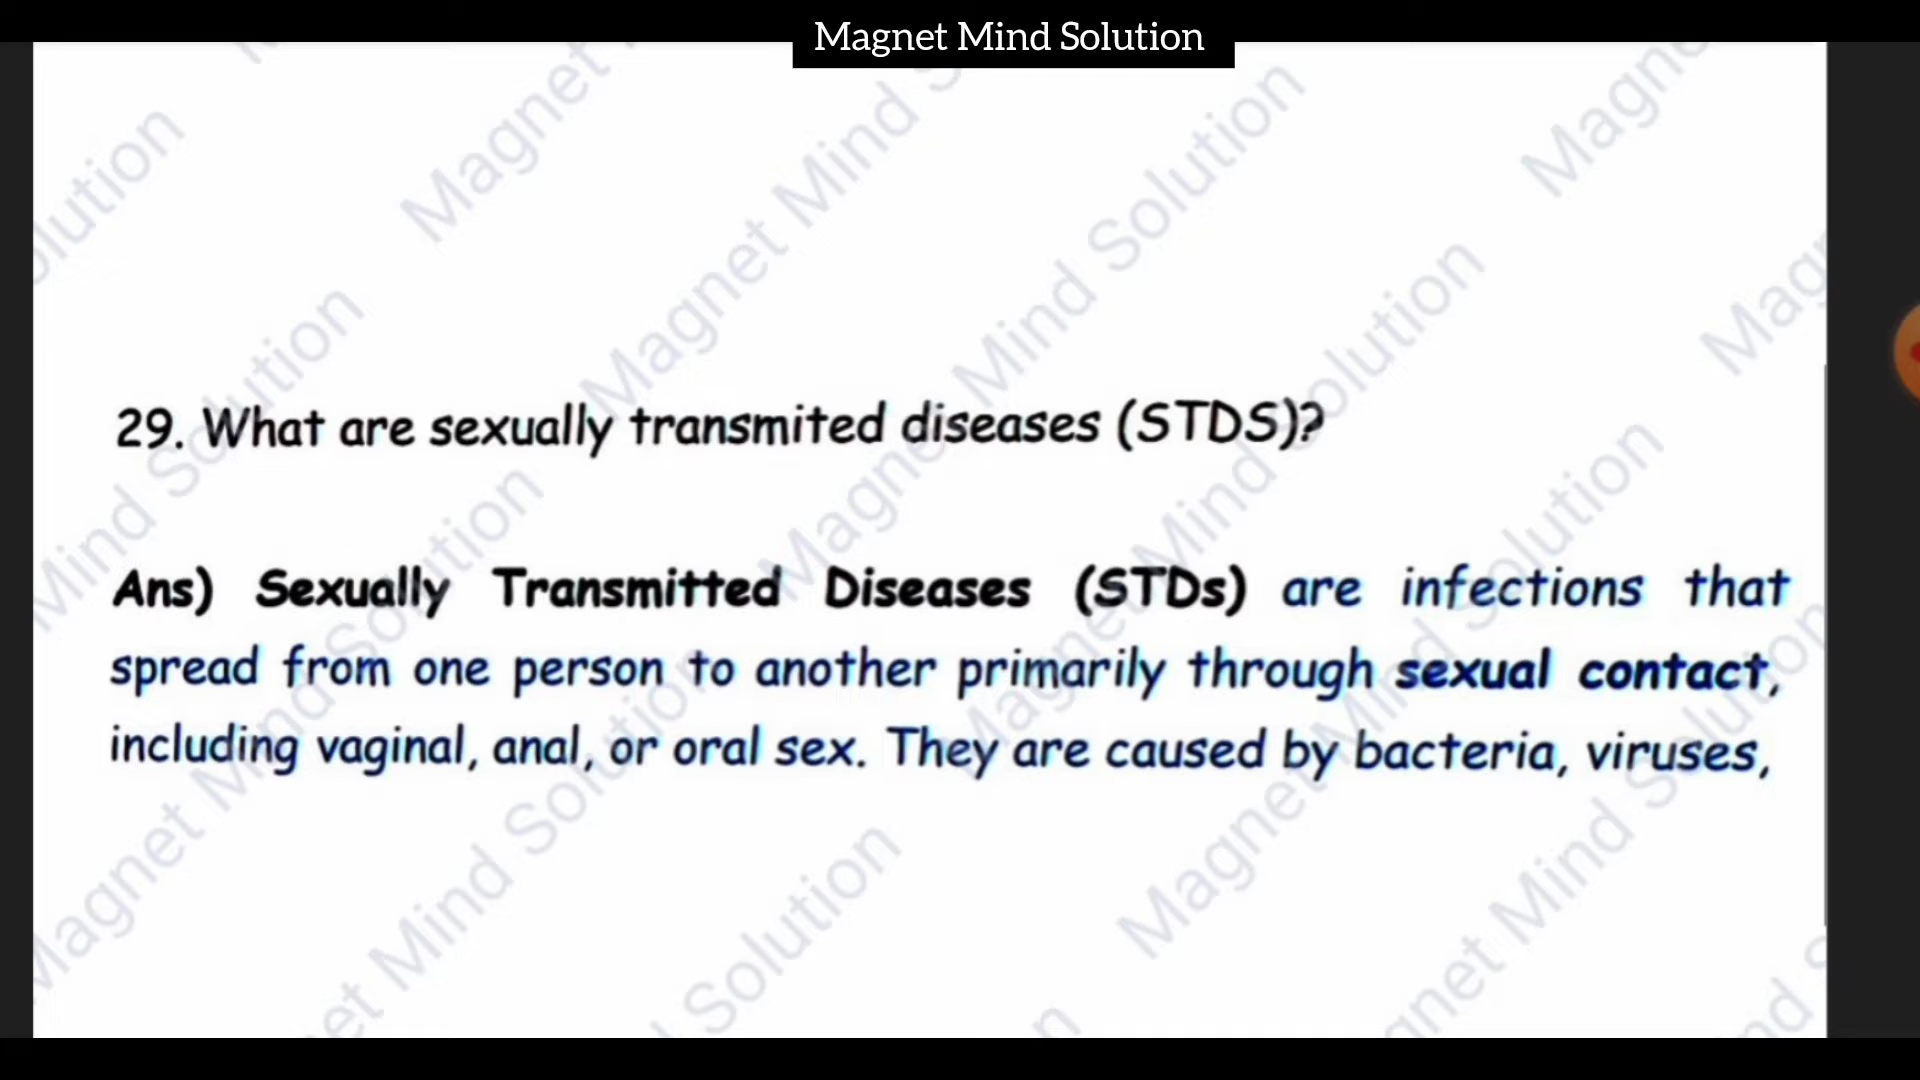 Magnet Mind Solution
29. What are sexually transmited diseases (STDS)?
Ans) Sexually Transmitted Diseases (STDs) are infections that
spread from one person to another primarily through sexual contact,
including vaginal, anal, or oral sex. They are caused by bacteria, viruses,